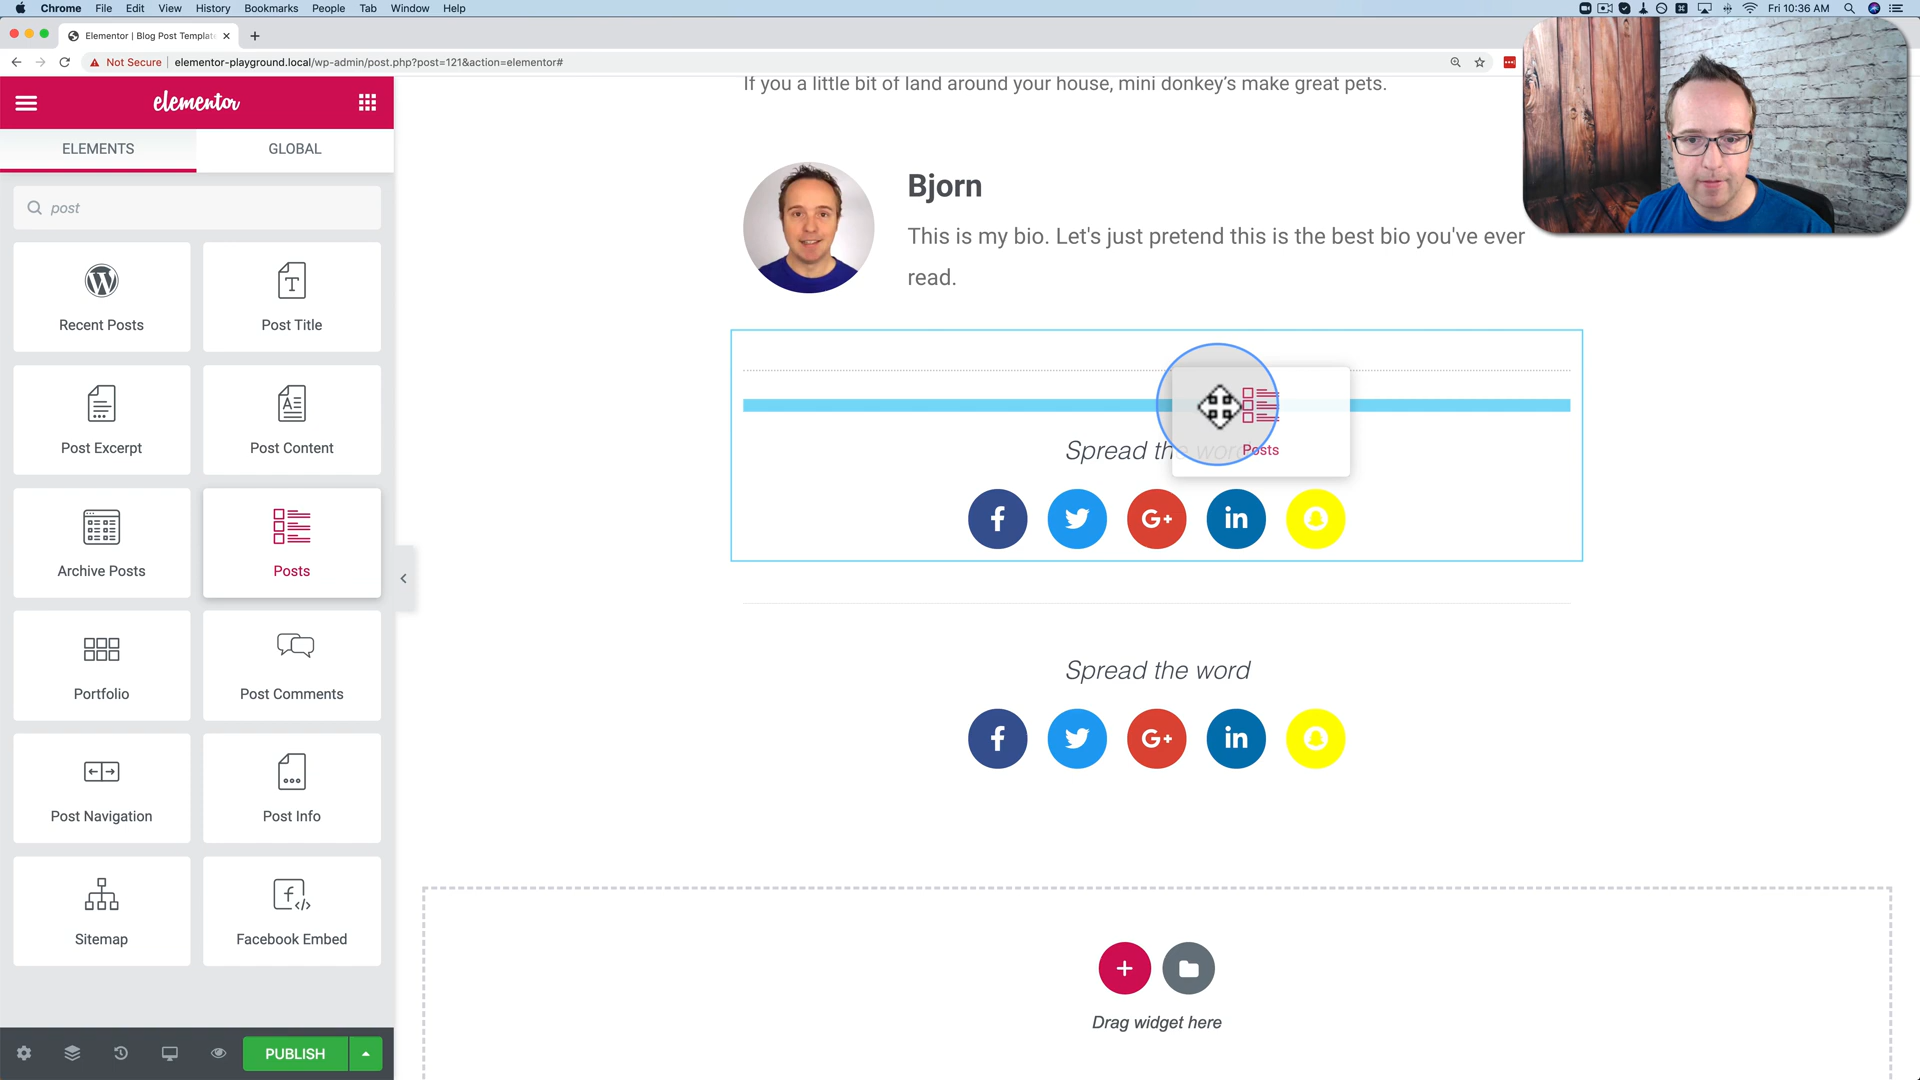 Chrome File Edit View History Bookmarks People Tab Window Help
Fri 10:36 AM
Elementor | Blog Post Templat
Not Secure elementor-playground.local/wp-admin/post.php?post=121&action=elementor#
elementor
ELEMENTS GLOBAL
post
Recent Posts Post Title
Post Excerpt Post Content
Archive Posts Posts
Portfolio Post Comments
Post Navigation Post Info
Sitemap Facebook Embed
PUBLISH
If you a little bit of land around your house, mini donkey's make great pets.
Bjorn
This is my bio. Let's just pretend this is the best bio you've ever
read.
Spread the word
Posts
Spread the word
Drag widget here